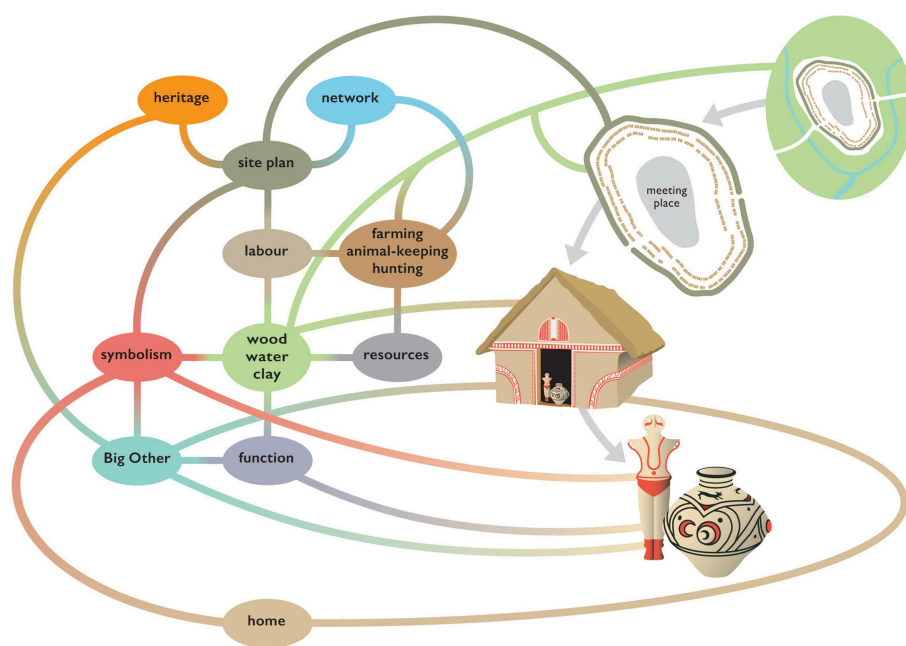 heritage
network
site plan
meeting
place
labour
farming
animal-keeping
hunting
symbolism
wood
water
clay
resources
Big Other
function
home